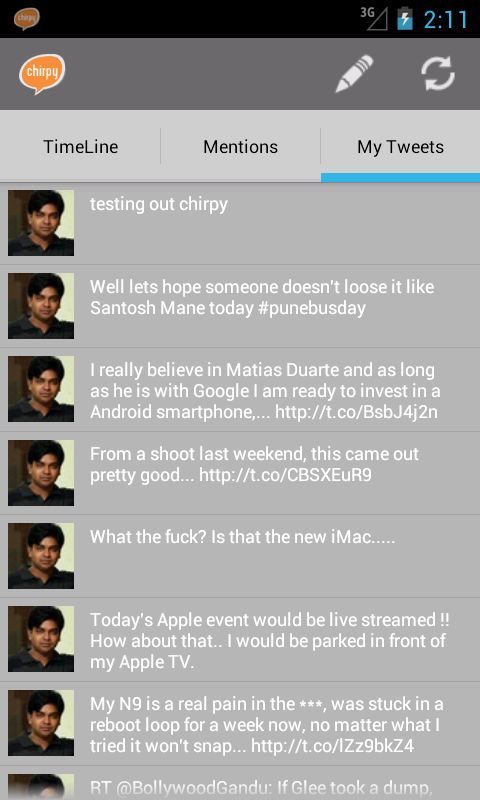 chirpy
3G
2:11
chirpy
TimeLine
Mentions
My Tweets
testing out chirpy
Well lets hope someone doesn't loose it like
Santosh Mane today #punebusday
I really believe in Matias Duarte and as long
as he is with Google I am ready to invest in a
Android smartphone,... http://t.co/BsbJ4j2n
From a shoot last weekend, this came out
pretty good... http://t.co/CBSXEuR9
What the fuck? Is that the new iMac.....
Today's Apple event would be live streamed !!
How about that.. I would be parked in front of
my Apple TV.
My N9 is a real pain in the ***, was stuck in a
reboot loop for a week now, no matter what I
tried it won't snap... http://t.co/lZz9bkZ4
RT @BollywoodGandu: If Glee took a dump,